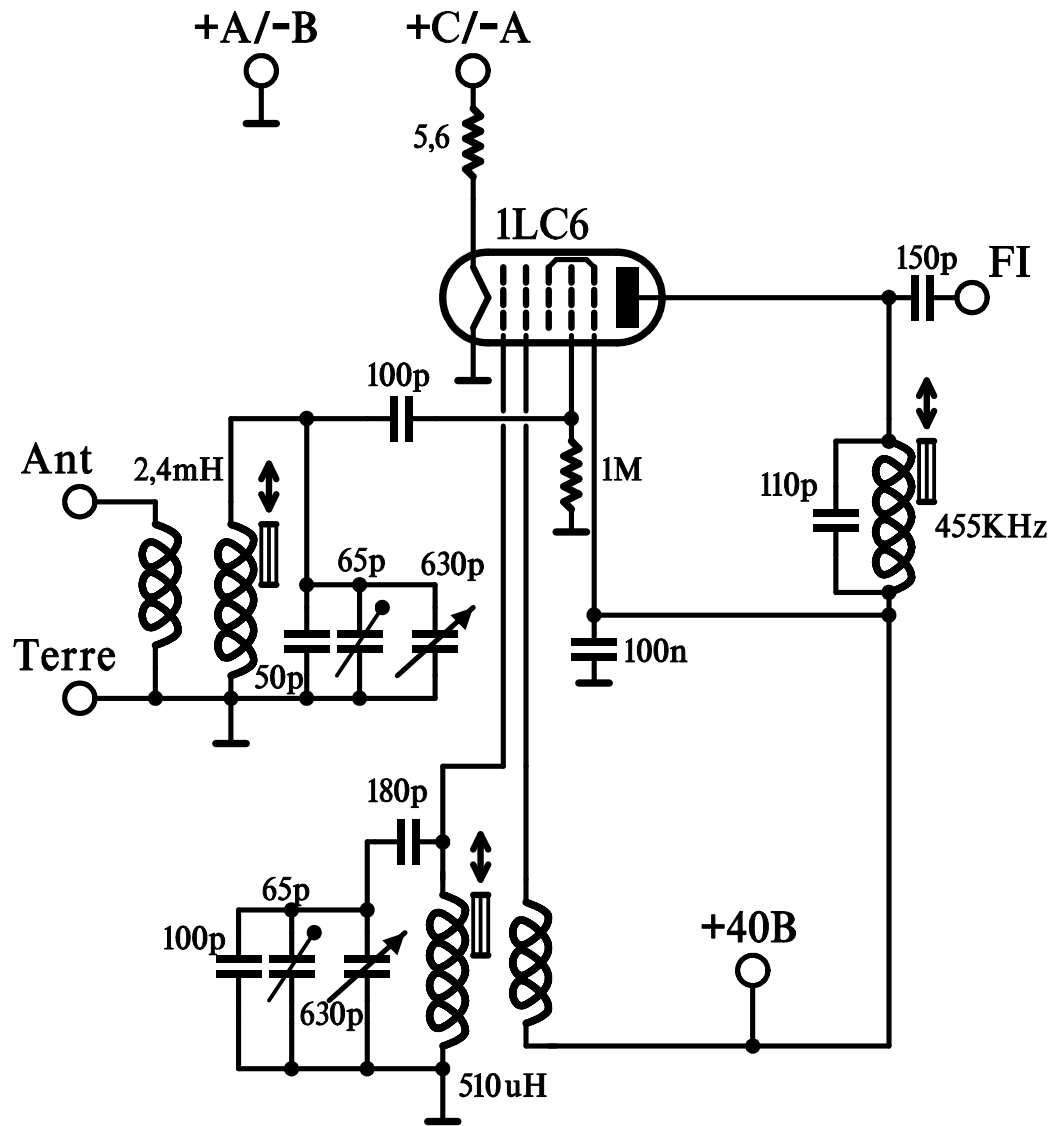 +A/-B
+C/-A
5,6
1LC6
150p
FI
100p
Ant
2,4mH
1M
110p
455KHz
65p
630p
Terre
50p
100n
180p
65p
100p
630p
+40B
510uH